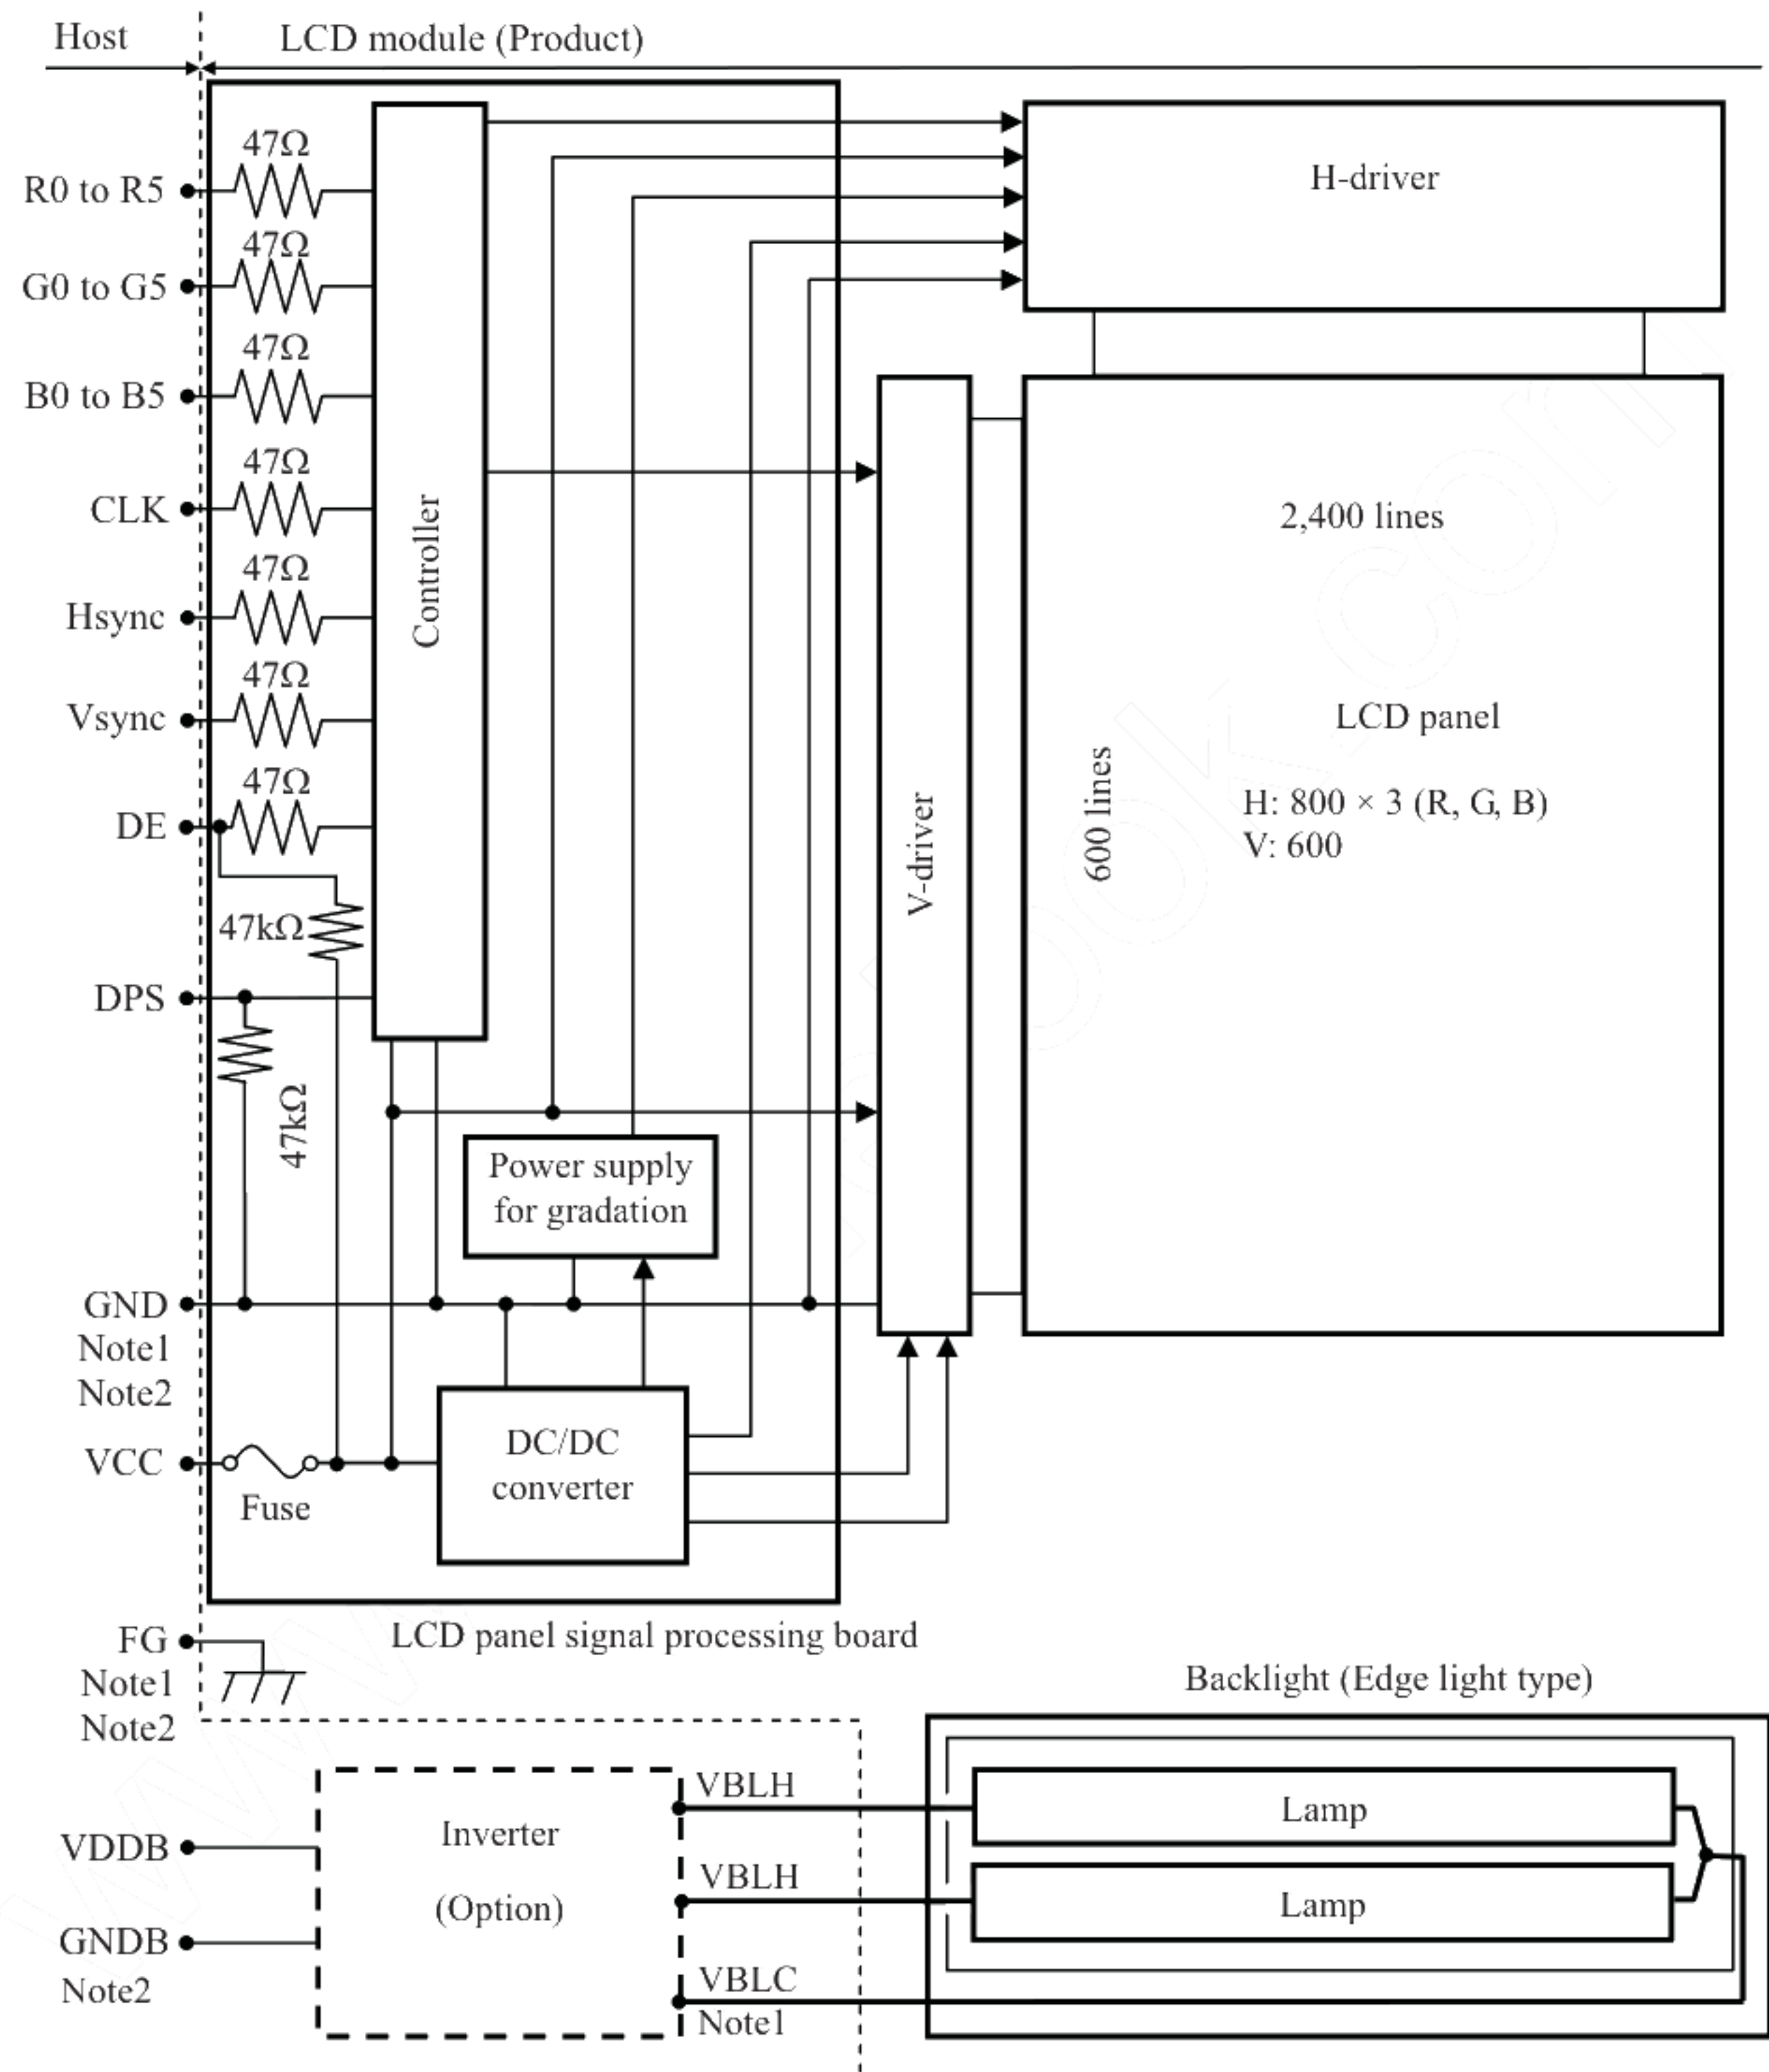 Host
LCD module (Product)
47Ω
R0 to R5
H-driver
47Ω
G0 to G5
47Ω
B0 to B5
47Ω
CLK
2,400 lines
Controller
47Ω
Hsync
47Ω
Vsync
LCD panel
47Ω
DE
600 lines
H: 800 × 3 (R, G, B)
V: 600
V-driver
47kΩ
DPS
47kΩ
Power supply
for gradation
GND
Note1
Note2
VCC
Fuse
DC/DC
converter
FG
Note1
Note2
LCD panel signal processing board
Backlight (Edge light type)
VBLH
Lamp
Inverter
(Option)
VDDB
VBLH
Lamp
GNDB
Note2
VBLC
Note1